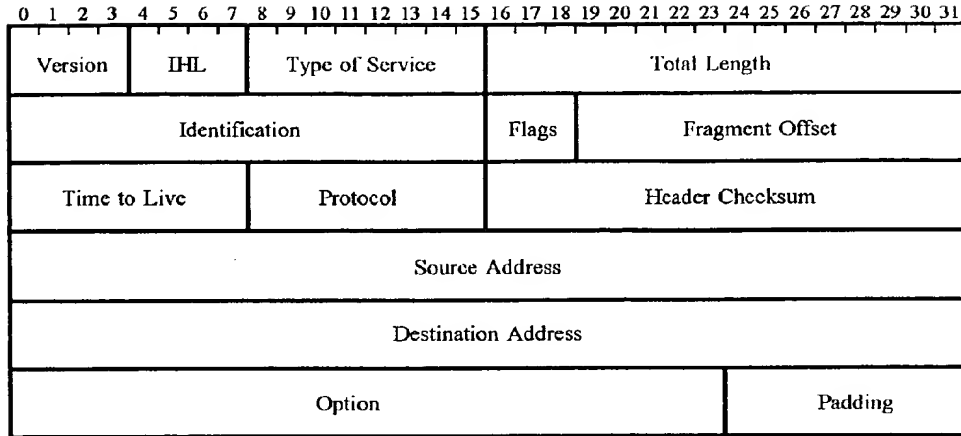 0 1 2 3 4 5 6 7 8 9 10 11 12 13 14 15 16 17 18 19 20 21 22 23 24 25 26 27 28 29 30 31
Version IHL Type of Service Total Length
Identification Flags Fragment Offset
Time to Live Protocol Header Checksum
Source Address
Destination Address
Option Padding